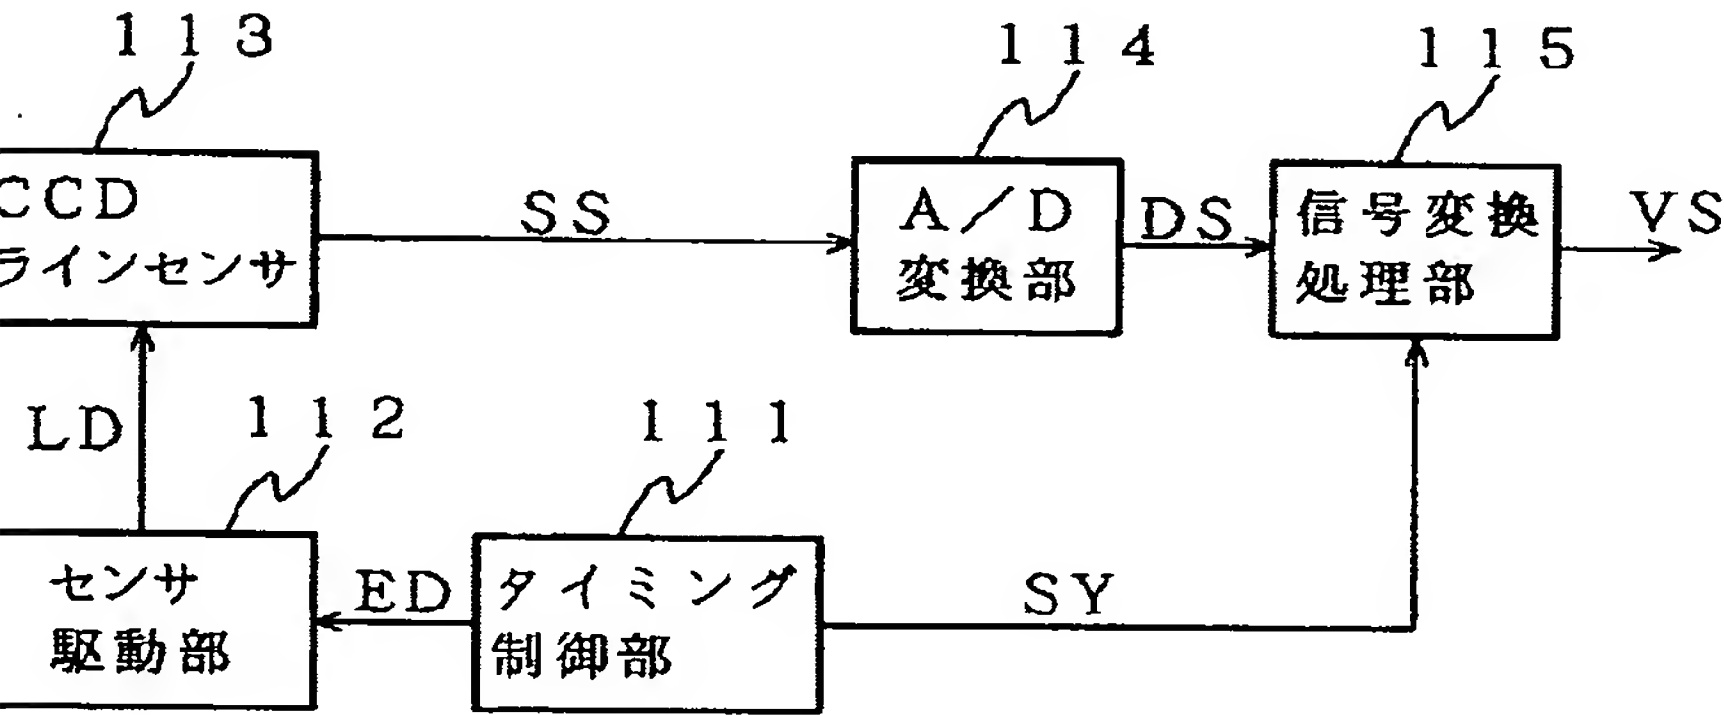 113
114
115
CCD
ラインセンサ
SS
A/D
変換部
DS
信号変換
処理部
VS
LD
112
111
センサ
駆動部
ED
タイミング
制御部
SY